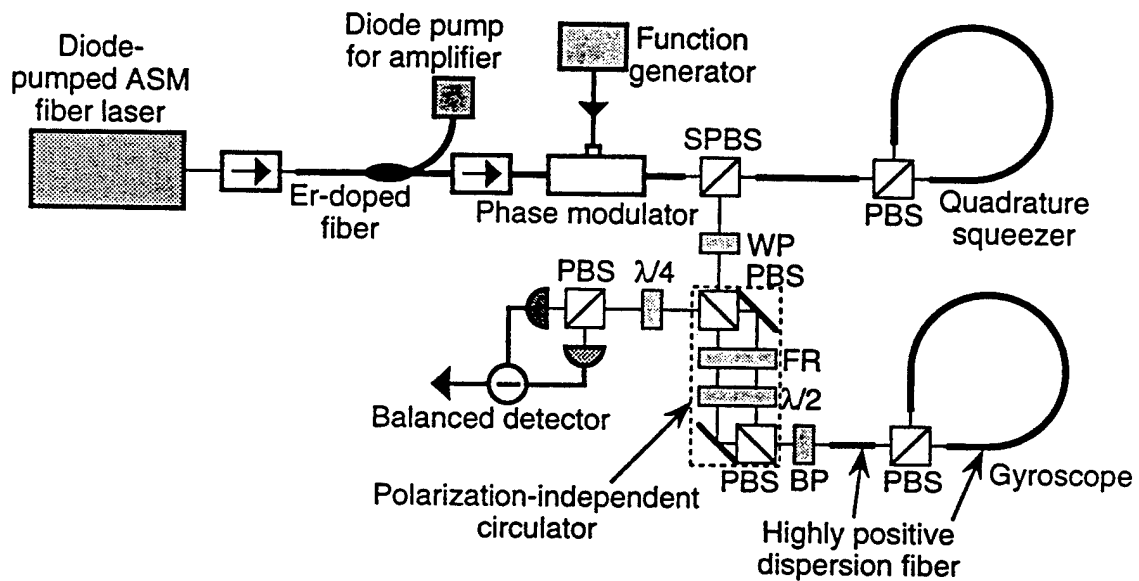 Diode-
pumped ASM
fiber laser
Diode pump
for amplifier
Function
generator
Er-doped
fiber
Phase modulator
SPBS
PBS
Quadrature
squeezer
WP
PBS
λ/4
PBS
FR
λ/2
Balanced detector
PBS
BP
PBS
Gyroscope
Polarization-independent
circulator
Highly positive
dispersion fiber